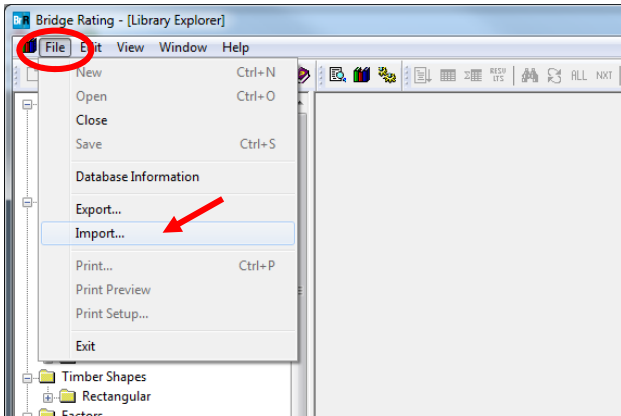 BrR Bridge Rating - [Library Explorer]
File Edit View Window Help
New Ctrl+N
ALL NXT
Open Ctrl+O
Close
Save Ctrl+S
Database Information
Export...
Import...
Print... Ctrl+P
Print Preview
Print Setup...
Exit
Timber Shapes
Rectangular
Factors